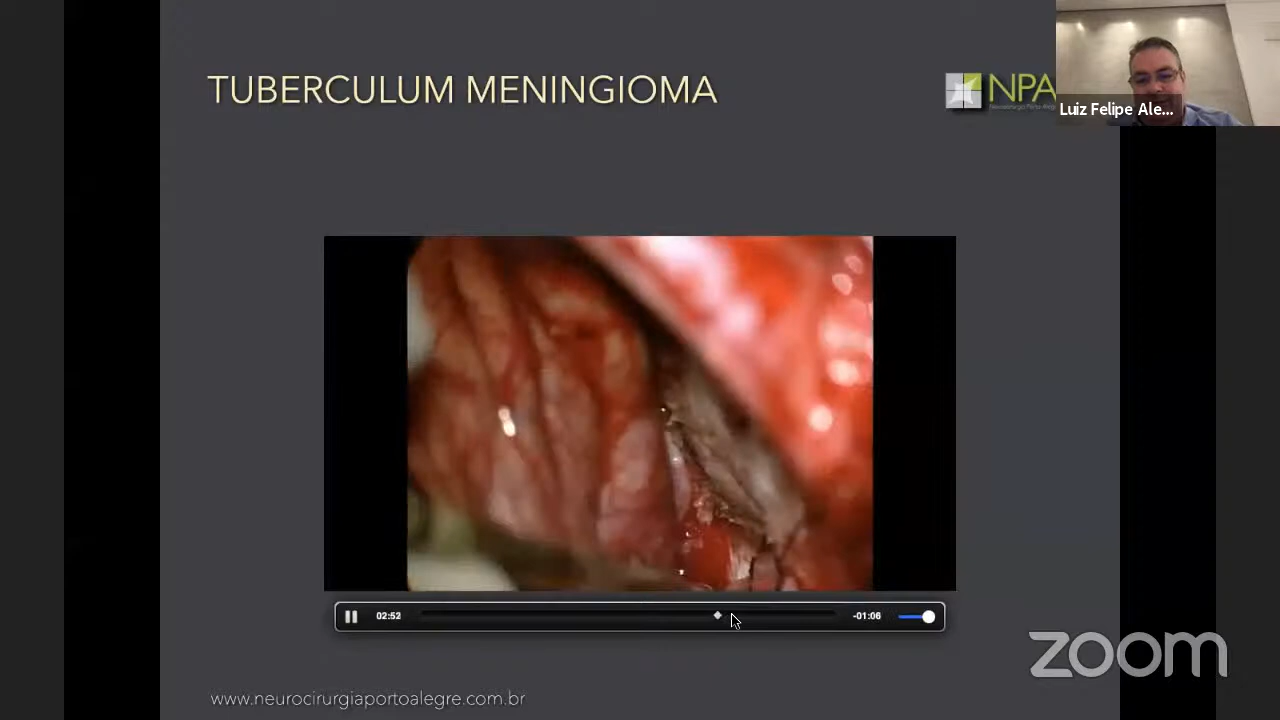 TUBERCULUM MENINGIOMA
NPA
Luiz Felipe Ale...
02:52
-01:06
zoom
www.neurocirurgiaportoalegre.com.br